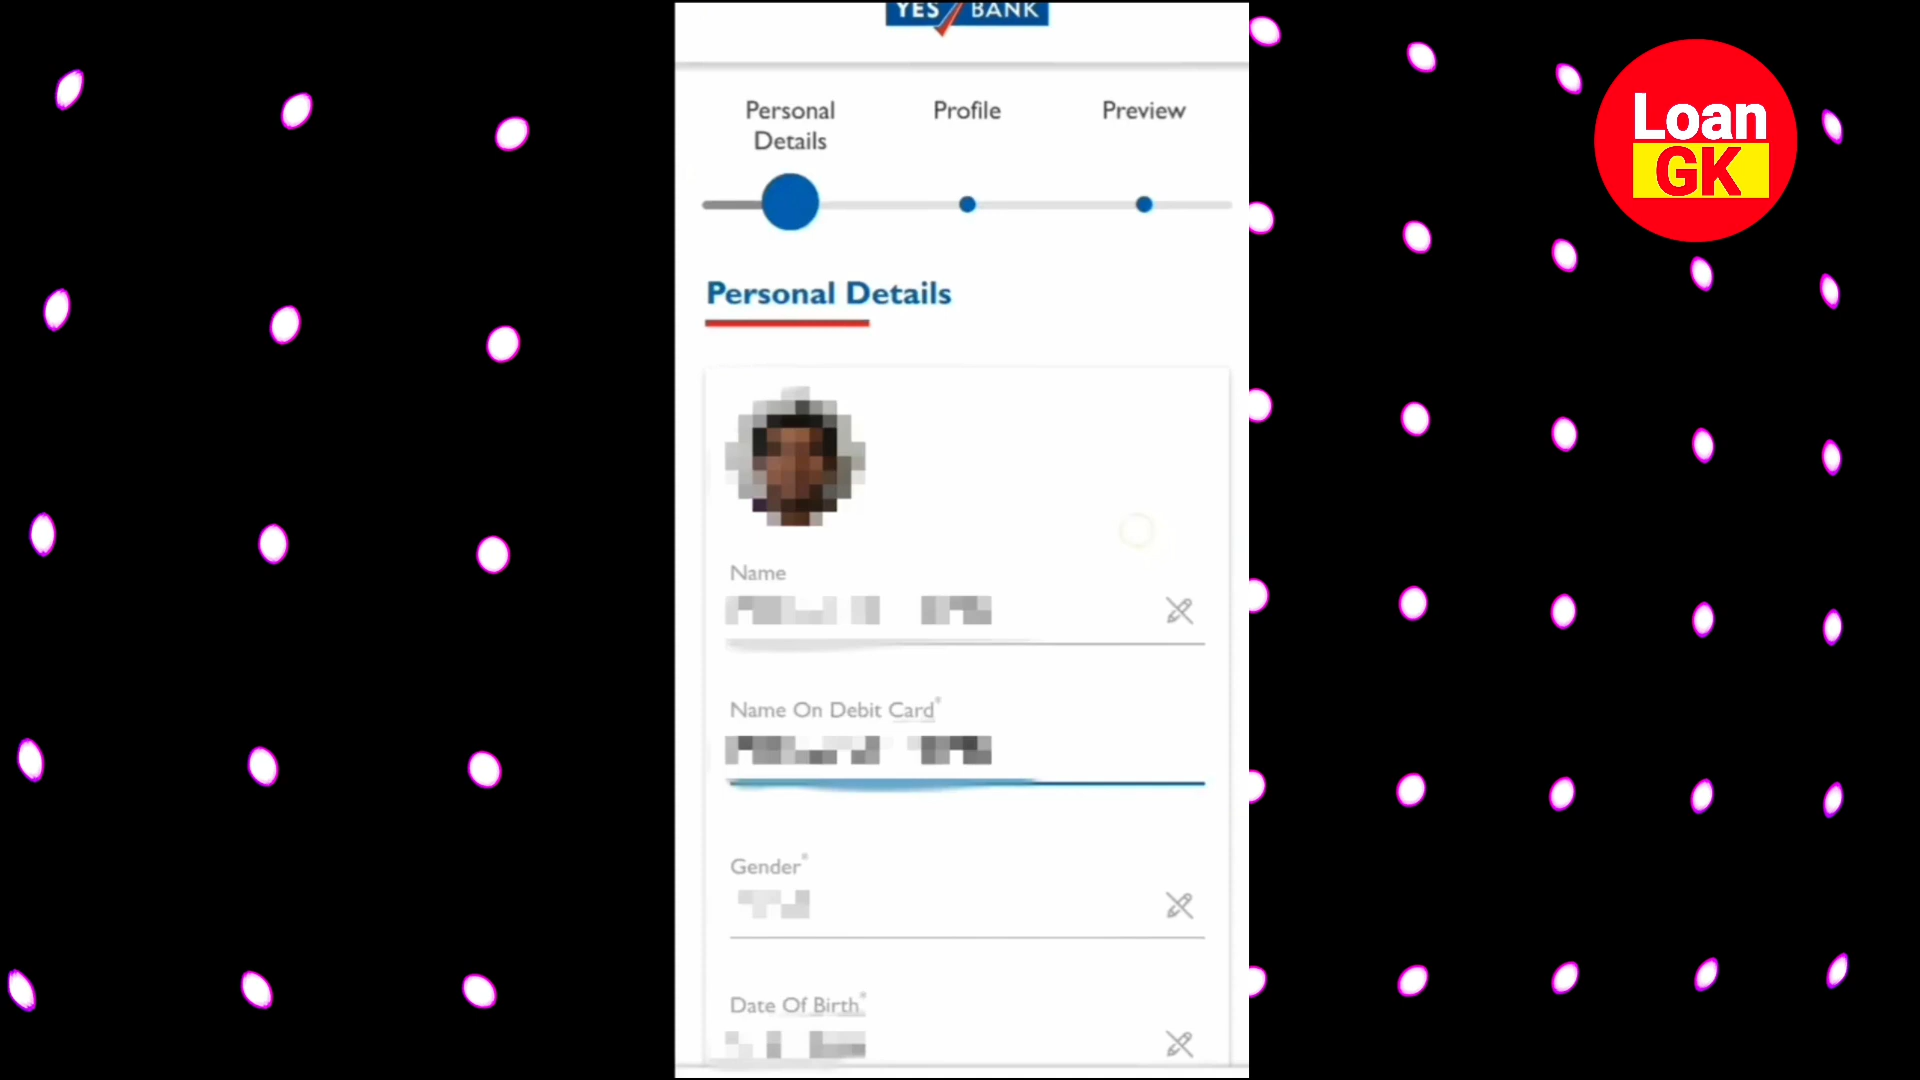 YES BANK
Loan
GK
Personal
Details
Profile
Preview
Personal Details
Name
Name On Debit Card*
Gender*
Date Of Birth*